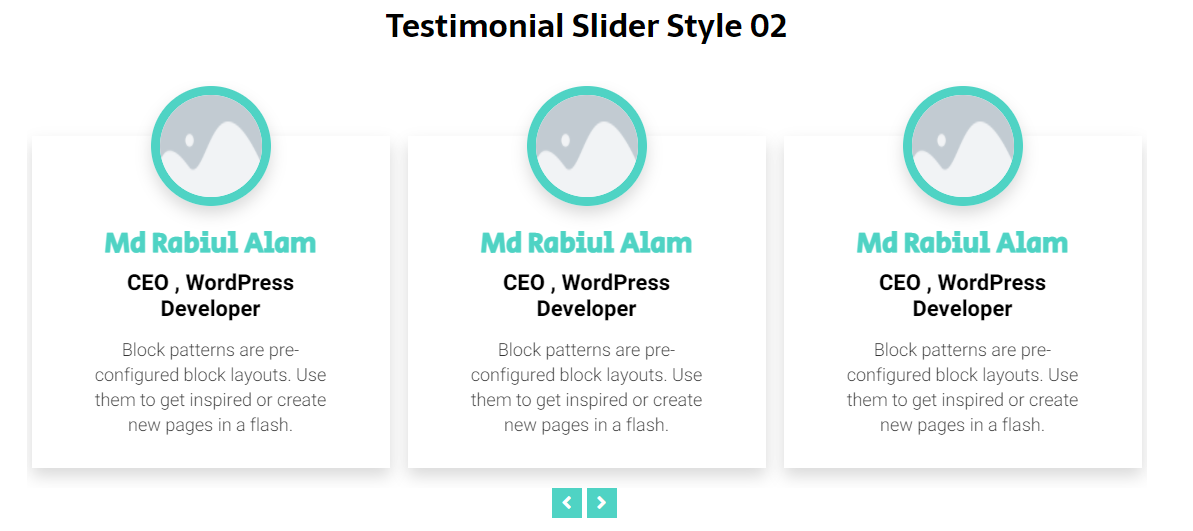 Testimonial Slider Style 02
Md Rabiul Alam
CEO , WordPress
Developer
Block patterns are pre-
configured block layouts. Use
them to get inspired or create
new pages in a flash.
Md Rabiul Alam
CEO , WordPress
Developer
Block patterns are pre-
configured block layouts. Use
them to get inspired or create
new pages in a flash.
Md Rabiul Alam
CEO , WordPress
Developer
Block patterns are pre-
configured block layouts. Use
them to get inspired or create
new pages in a flash.